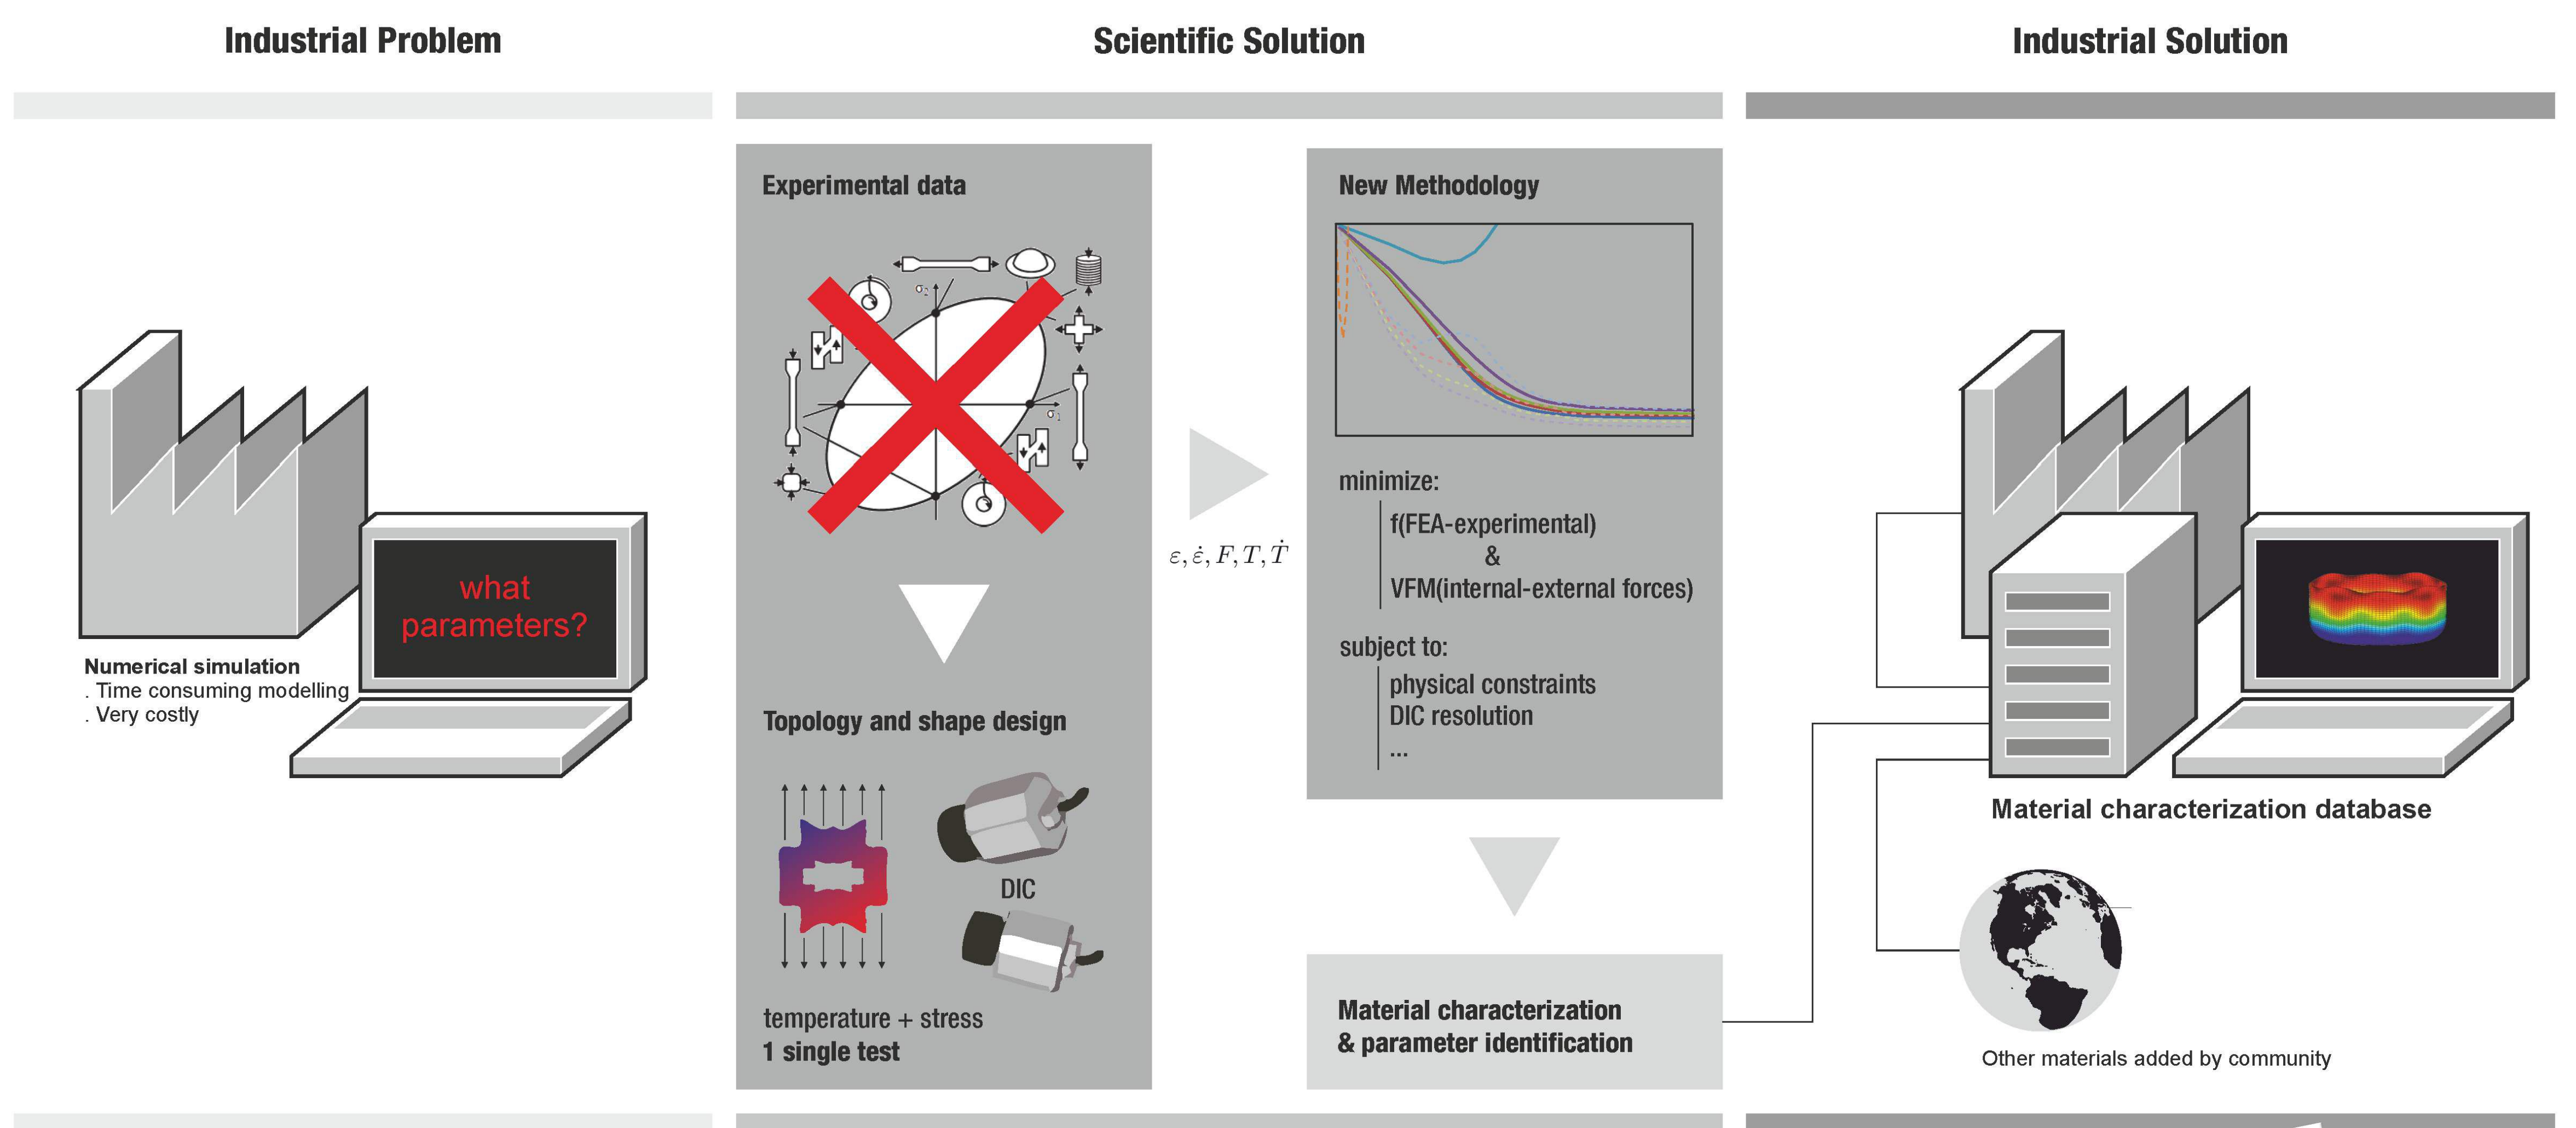 Industrial Problem
Scientific Solution
Industrial Solution
Experimental data
σ₂
σ₁
Topology and shape design
DIC
temperature + stress
1 single test
ε, ε̇, F, T, Ṫ
New Methodology
minimize:
f(FEA-experimental)
&
VFM(internal-external forces)
subject to:
physical constraints
DIC resolution
...
Material characterization
& parameter identification
what
parameters?
Numerical simulation
. Time consuming modelling
. Very costly
Material characterization database
Other materials added by community